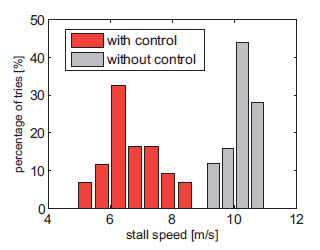 50
40
30
20
10
0
percentage of tries [%]
with control
without control
4 6 8 10 12
stall speed [m/s]